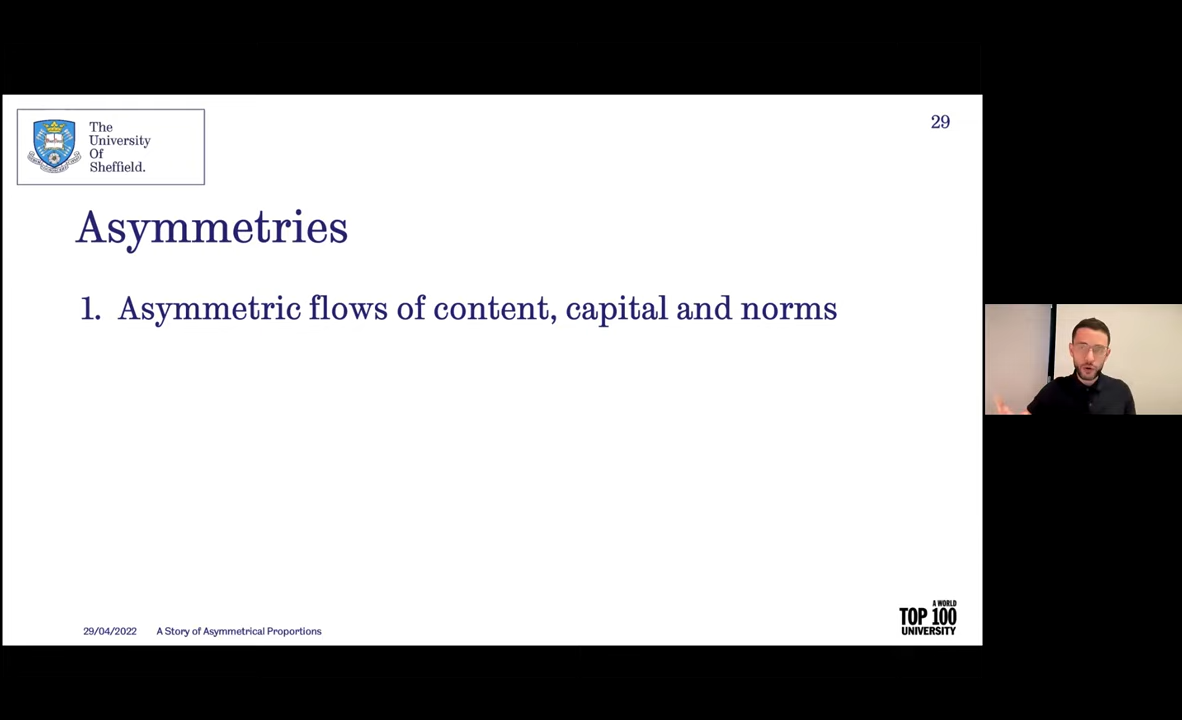 The
University
Of
Sheffield.
29
Asymmetries
1. Asymmetric flows of content, capital and norms
29/04/2022 A Story of Asymmetrical Proportions
A WORLD
TOP 100
UNIVERSITY